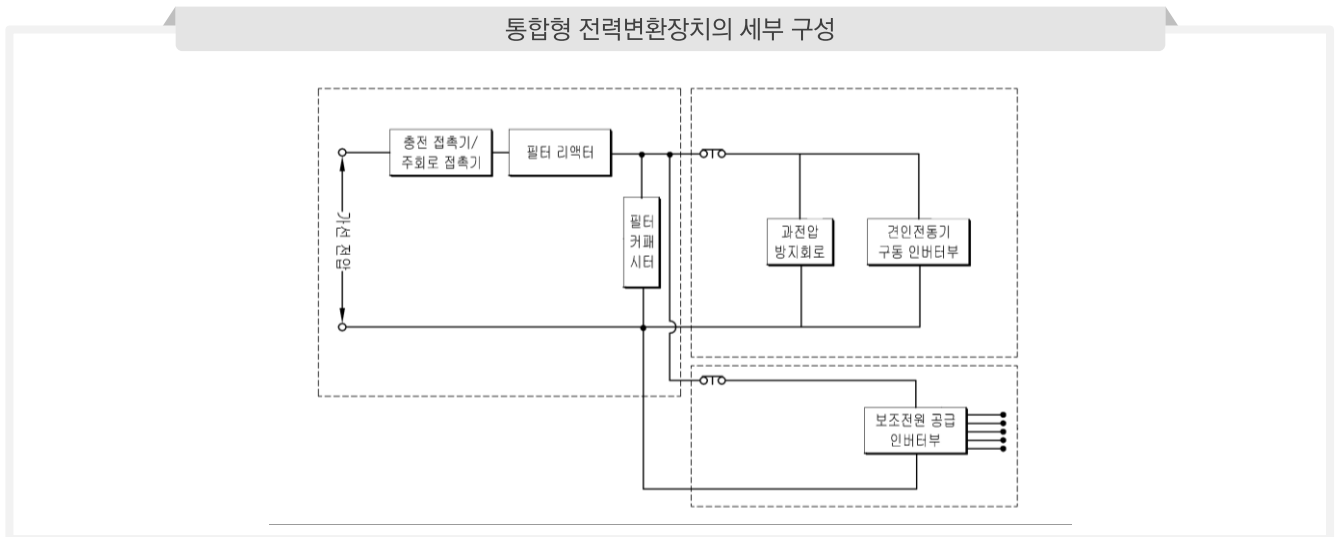 통합형 전력변환장치의 세부 구성
충전 접촉기/
주회로 접촉기
필터 리액터
가선 전압
필터
커패
시터
과전압
방지회로
견인전동기
구동 인버터부
보조전원 공급
인버터부